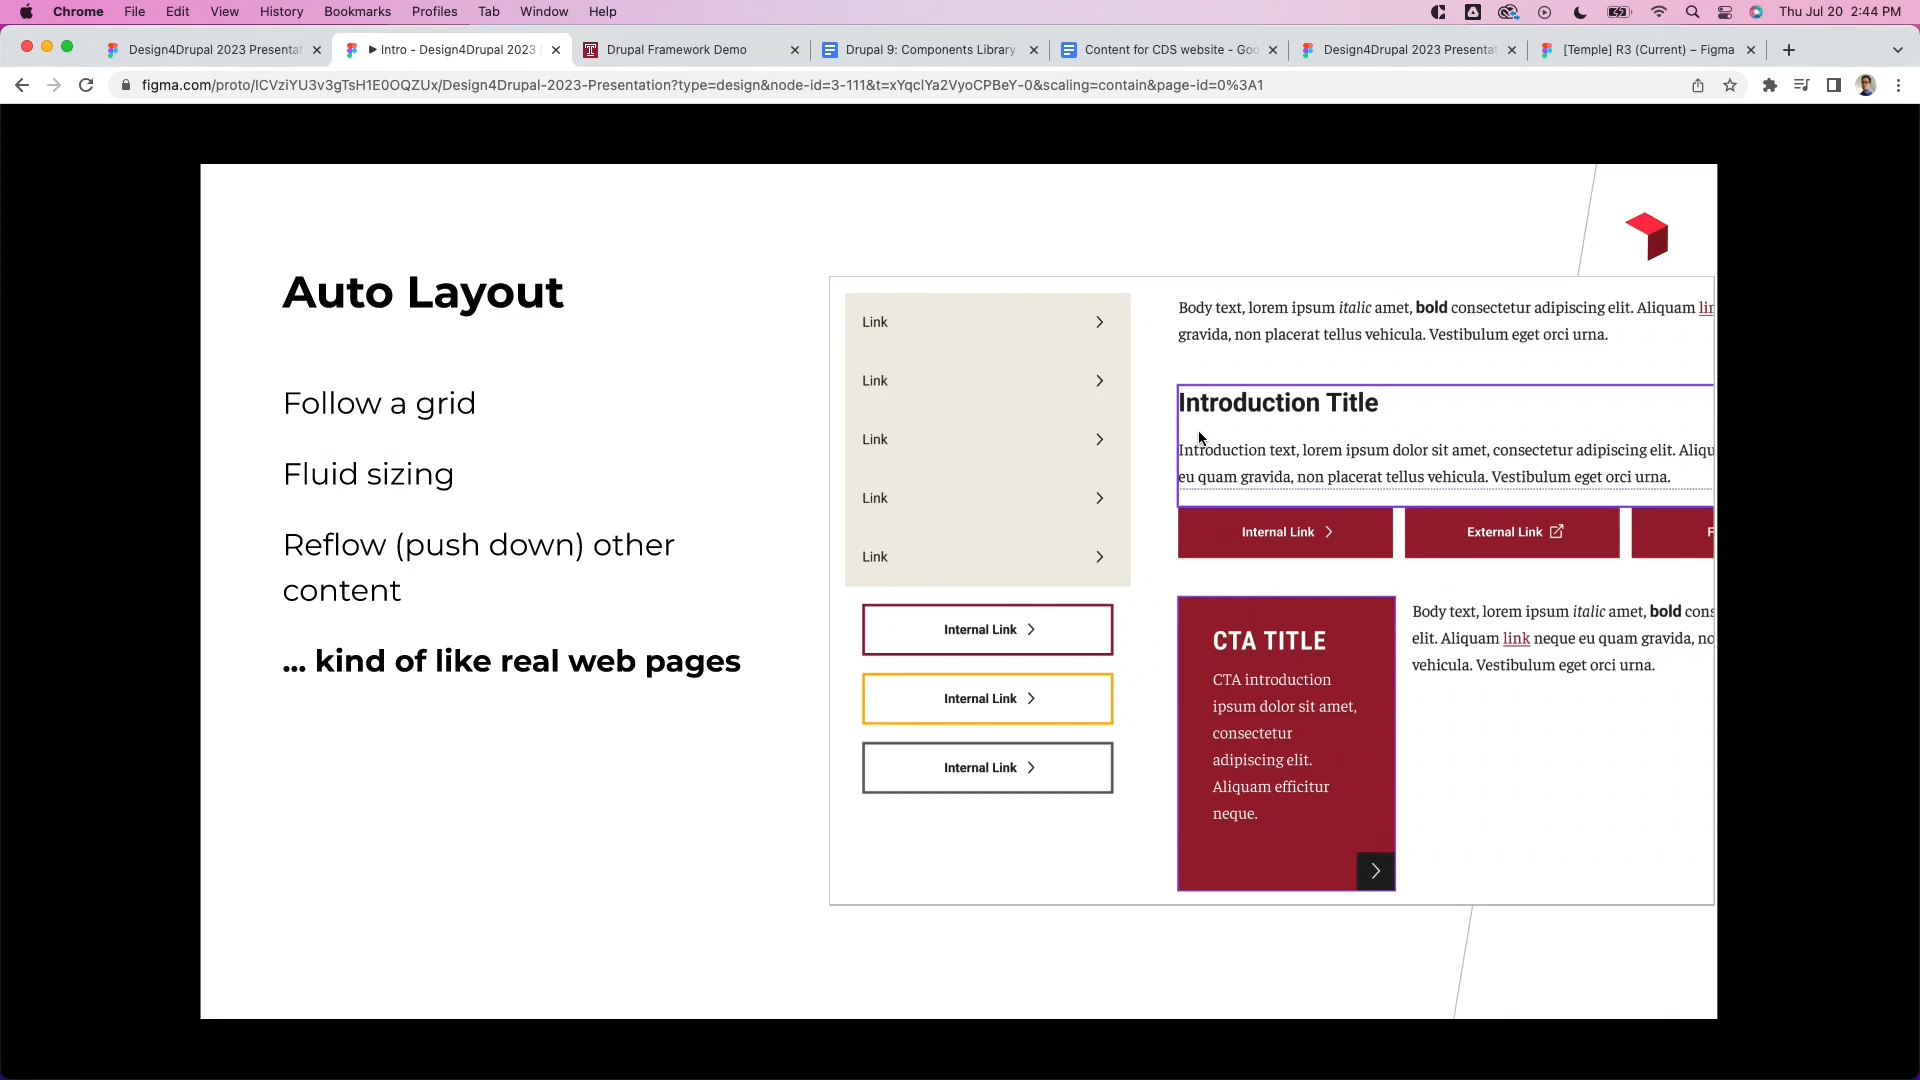 Chrome File Edit View History Bookmarks Profiles Tab Window Help
Thu Jul 20 2:44 PM
Design4Drupal 2023 Presentat
Intro - Design4Drupal 2023
Drupal Framework Demo
Drupal 9: Components Library
Content for CDS website - Goo
Design4Drupal 2023 Presentat
[Temple] R3 (Current) – Figma
figma.com/proto/ICVziYU3v3gTsH1E0OQZUx/Design4Drupal-2023-Presentation?type=design&node-id=3-111&t=xYqclYa2VyoCPBeY-0&scaling=contain&page-id=0%3A1
Auto Layout
Follow a grid
Fluid sizing
Reflow (push down) other
content
... kind of like real web pages
Link
Link
Link
Link
Link
Internal Link
Internal Link
Internal Link
Body text, lorem ipsum italic amet, bold consectetur adipiscing elit. Aliquam
gravida, non placerat tellus vehicula. Vestibulum eget orci urna.
Introduction Title
Introduction text, lorem ipsum dolor sit amet, consectetur adipiscing elit. Aliqu
eu quam gravida, non placerat tellus vehicula. Vestibulum eget orci urna.
Internal Link
External Link
CTA TITLE
CTA introduction
ipsum dolor sit amet,
consectetur
adipiscing elit.
Aliquam efficitur
neque.
Body text, lorem ipsum italic amet, bold cons
elit. Aliquam link neque eu quam gravida, no
vehicula. Vestibulum eget orci urna.